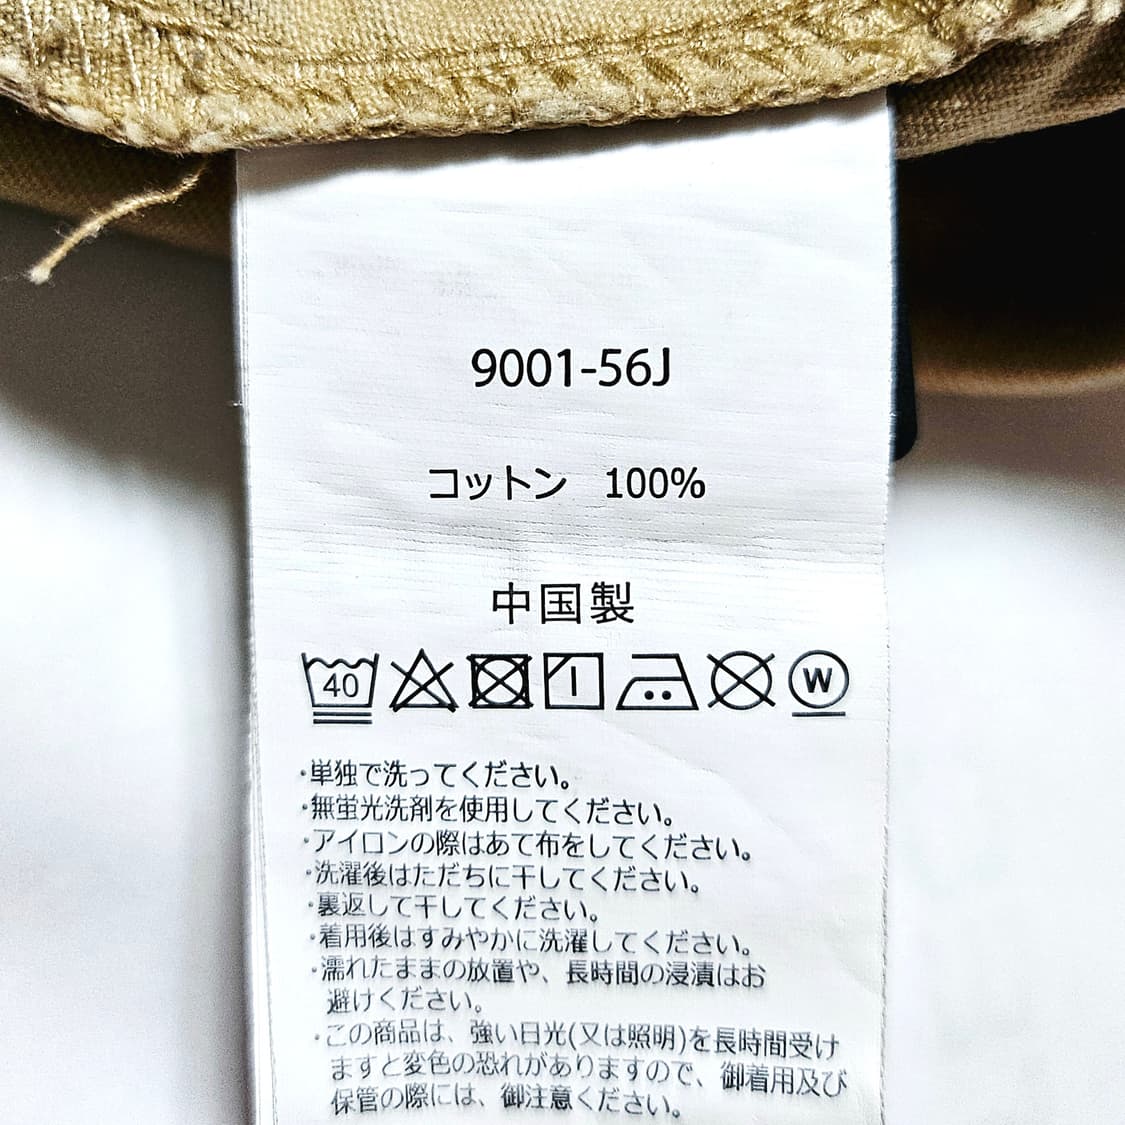 9001-56J
コットン 100%
中国製
40 W
・単独で洗ってください。
・無蛍光洗剤を使用してください。
・アイロンの際はあて布をしてください。
・洗濯後はただちに干してください。
・裏返して干してください。
・着用後はすみやかに洗濯してください。
・濡れたままの放置や、長時間の浸漬はお
避けください。
・この商品は、強い日光(又は照明)を長時間受け
ますと変色の恐れがありますので、御着用及び
保管の際には、御注意ください。